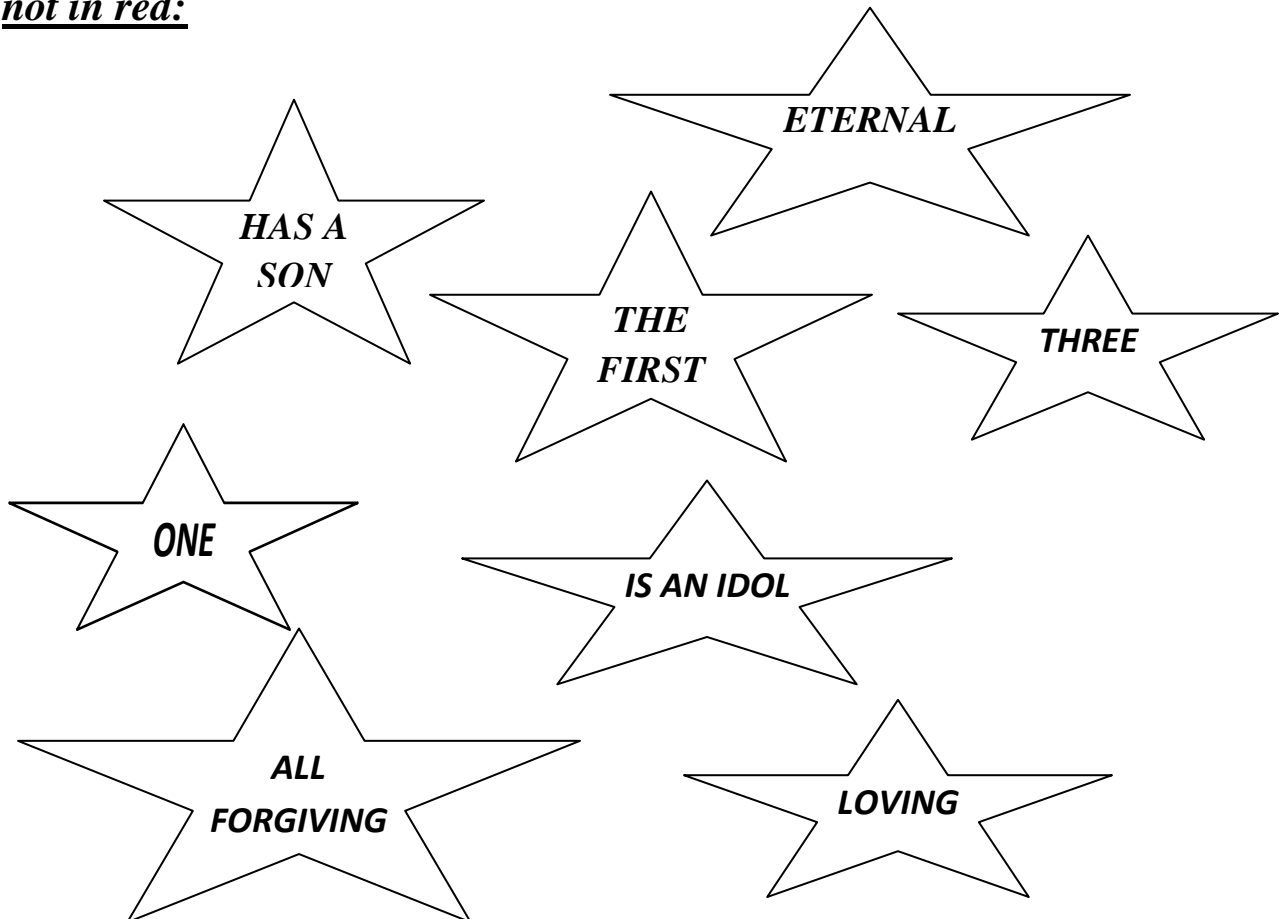 not in red:
ETERNAL
HAS A
SON
THE
FIRST
THREE
ONE
IS AN IDOL
ALL
FORGIVING
LOVING